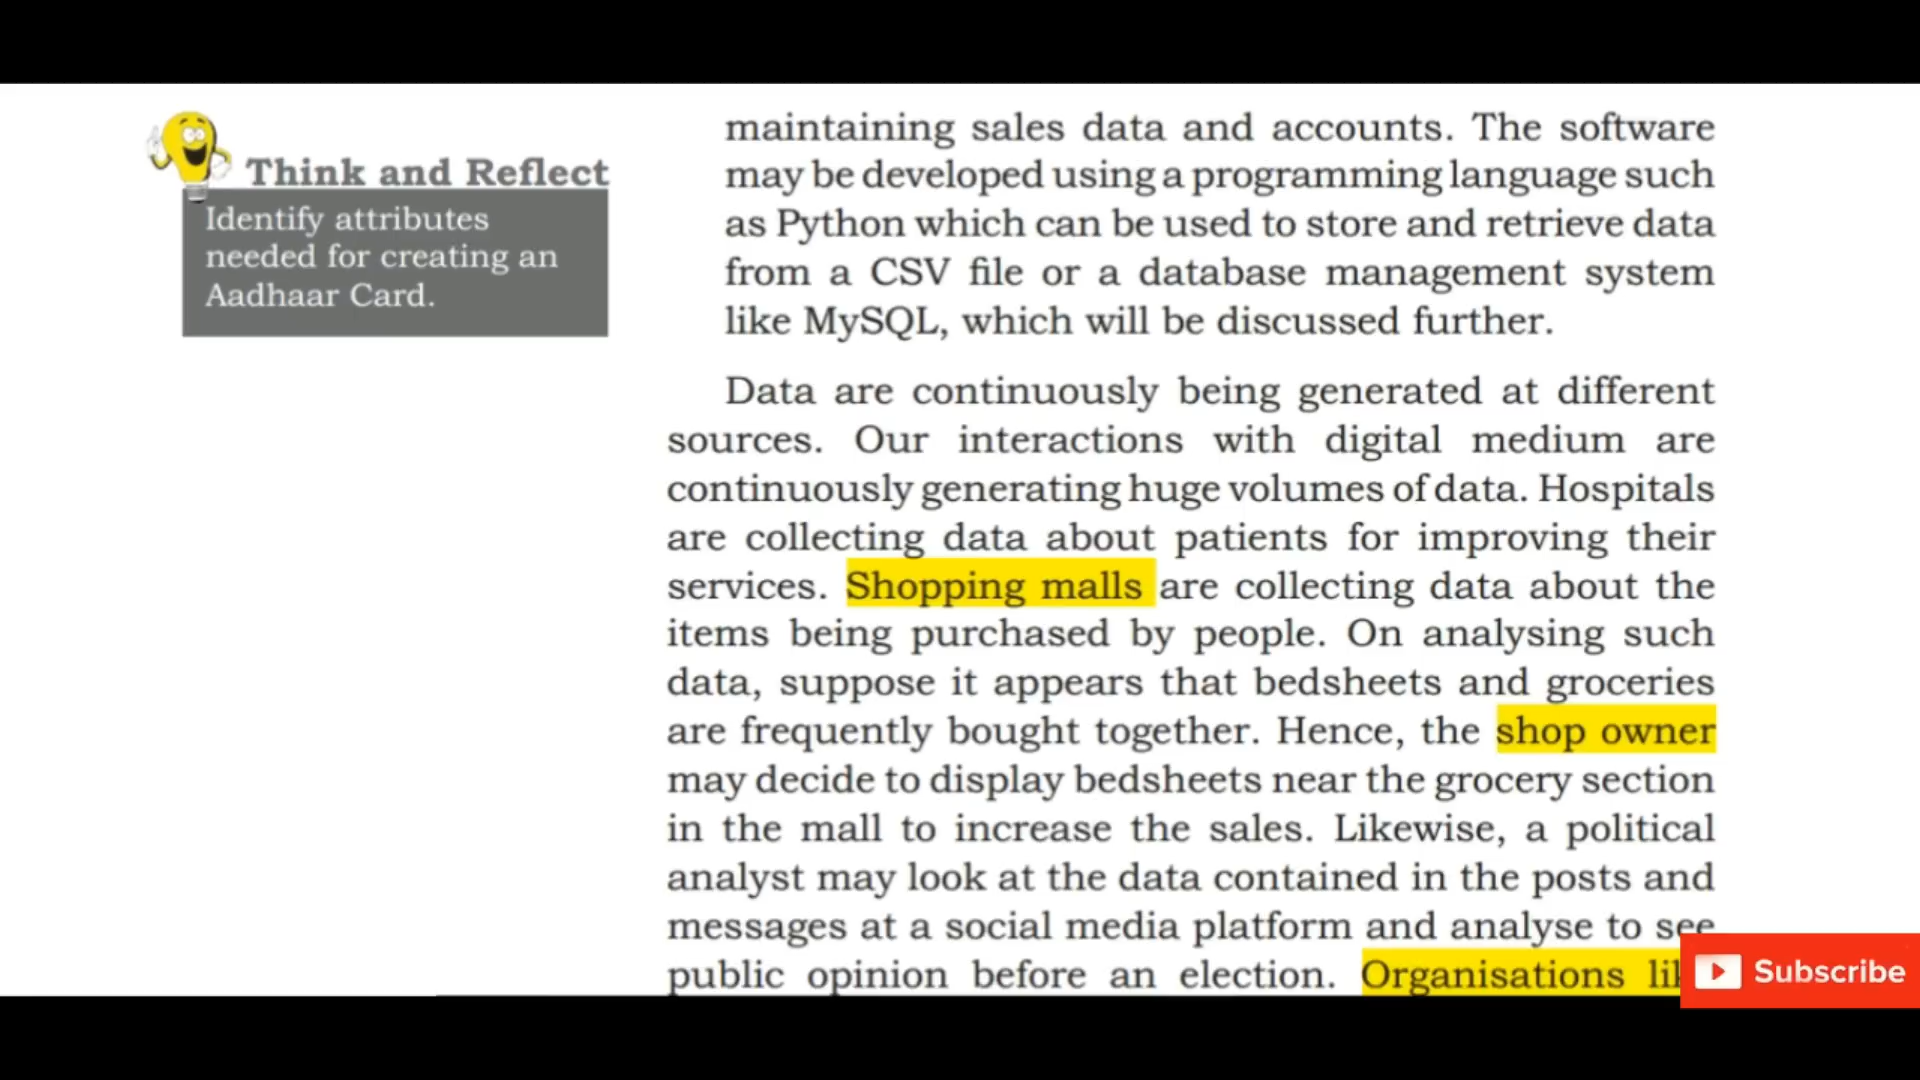 Think and Reflect
Identify attributes
needed for creating an
Aadhaar Card.
maintaining sales data and accounts. The software
may be developed using a programming language such
as Python which can be used to store and retrieve data
from a CSV file or a database management system
like MySQL, which will be discussed further.
Data are continuously being generated at different
sources. Our interactions with digital medium are
continuously generating huge volumes of data. Hospitals
are collecting data about patients for improving their
services. Shopping malls are collecting data about the
items being purchased by people. On analysing such
data, suppose it appears that bedsheets and groceries
are frequently bought together. Hence, the shop owner
may decide to display bedsheets near the grocery section
in the mall to increase the sales. Likewise, a political
analyst may look at the data contained in the posts and
messages at a social media platform and analyse to see
public opinion before an election. Organisations
Subscribe